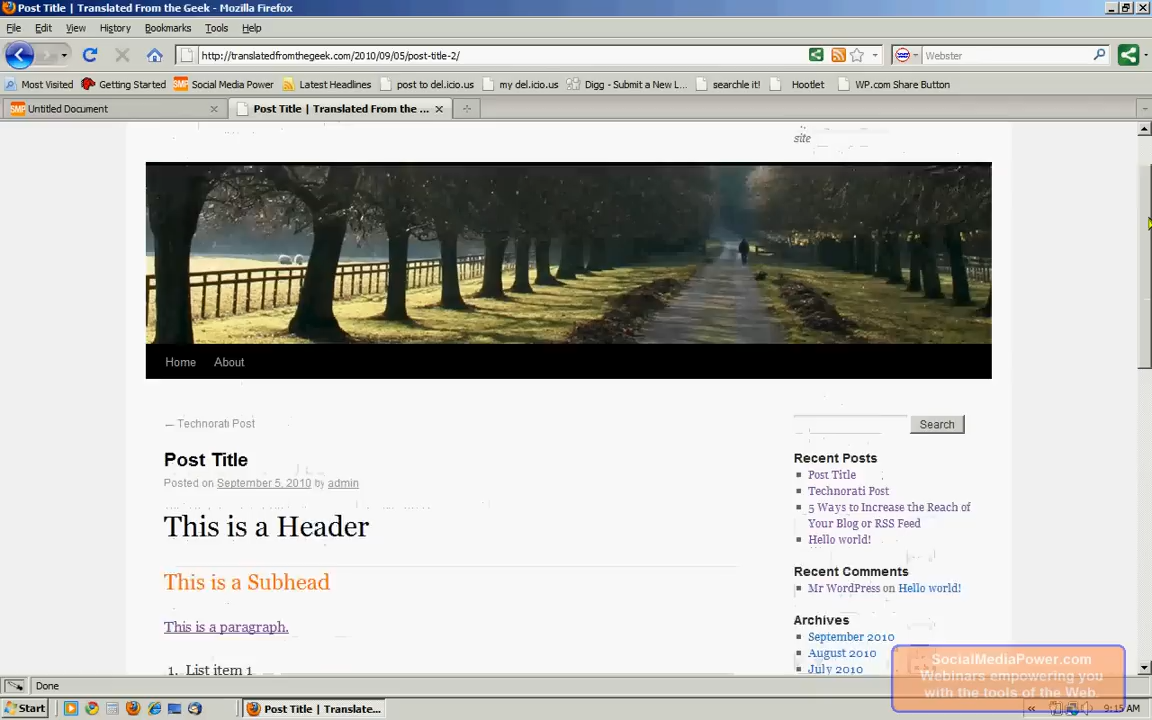 Post Title | Translated From the Geek - Mozilla Firefox
File Edit View History Bookmarks Tools Help
http://translatedfromthegeek.com/2010/09/05/post-title-2/
Webster
Most Visited Getting Started Social Media Power Latest Headlines post to del.icio.us my del.icio.us Digg - Submit a New L... searchle it! Hootlet WP.com Share Button
SMP Untitled Document Post Title | Translated From the ...
site
Home About
← Technorati Post
Search
Post Title
Posted on September 5, 2010 by admin
This is a Header
This is a Subhead
This is a paragraph.
1. List item 1
Recent Posts
Post Title
Technorati Post
5 Ways to Increase the Reach of
Your Blog or RSS Feed
Hello world!
Recent Comments
Mr WordPress on Hello world!
Archives
September 2010
August 2010
July 2010
SocialMediaPower.com
Webinars empowering you
with the tools of the Web.
Done
Start Post Title | Translate... 9:15 AM